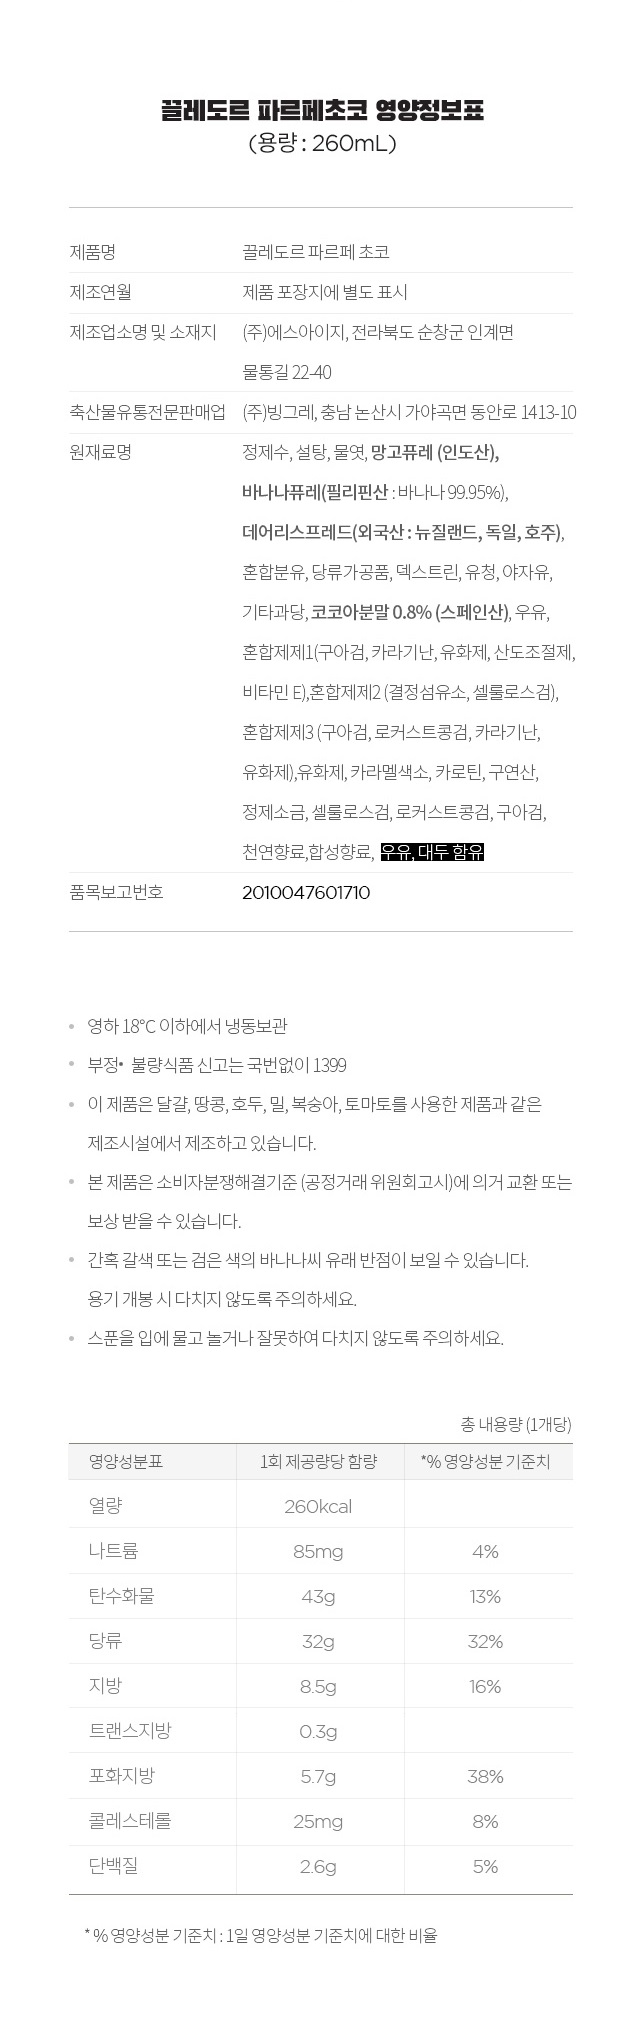 끌레도르 파르페초코 영양정보표
(용량 : 260mL)
제품명 끌레도르 파르페 초코
제조연월 제품 포장지에 별도 표시
제조업소명 및 소재지 (주)에스아이지, 전라북도 순창군 인계면
물통길 22-40
축산물유통전문판매업 (주)빙그레, 충남 논산시 가야곡면 동안로 1413-10
원재료명 정제수, 설탕, 물엿, 망고퓨레 (인도산),
바나나퓨레(필리핀산 : 바나나 99.95%),
데어리스프레드(외국산 : 뉴질랜드, 독일, 호주),
혼합분유, 당류가공품, 덱스트린, 유청, 야자유,
기타과당, 코코아분말 0.8% (스페인산), 우유,
혼합제제1(구아검, 카라기난, 유화제, 산도조절제,
비타민 E),혼합제제2 (결정섬유소, 셀룰로스검),
혼합제제3 (구아검, 로커스트콩검, 카라기난,
유화제),유화제, 카라멜색소, 카로틴, 구연산,
정제소금, 셀룰로스검, 로커스트콩검, 구아검,
천연향료,합성향료, 우유, 대두 함유
품목보고번호 2010047601710
• 영하 18°C 이하에서 냉동보관
• 부정• 불량식품 신고는 국번없이 1399
• 이 제품은 달걀, 땅콩, 호두, 밀, 복숭아, 토마토를 사용한 제품과 같은
제조시설에서 제조하고 있습니다.
• 본 제품은 소비자분쟁해결기준 (공정거래 위원회고시)에 의거 교환 또는
보상 받을 수 있습니다.
• 간혹 갈색 또는 검은 색의 바나나씨 유래 반점이 보일 수 있습니다.
용기 개봉 시 다치지 않도록 주의하세요.
• 스푼을 입에 물고 놀거나 잘못하여 다치지 않도록 주의하세요.
총 내용량 (1개당)
영양성분표 1회 제공량당 함량 *% 영양성분 기준치
열량 260kcal
나트륨 85mg 4%
탄수화물 43g 13%
당류 32g 32%
지방 8.5g 16%
트랜스지방 0.3g
포화지방 5.7g 38%
콜레스테롤 25mg 8%
단백질 2.6g 5%
* % 영양성분 기준치 : 1일 영양성분 기준치에 대한 비율